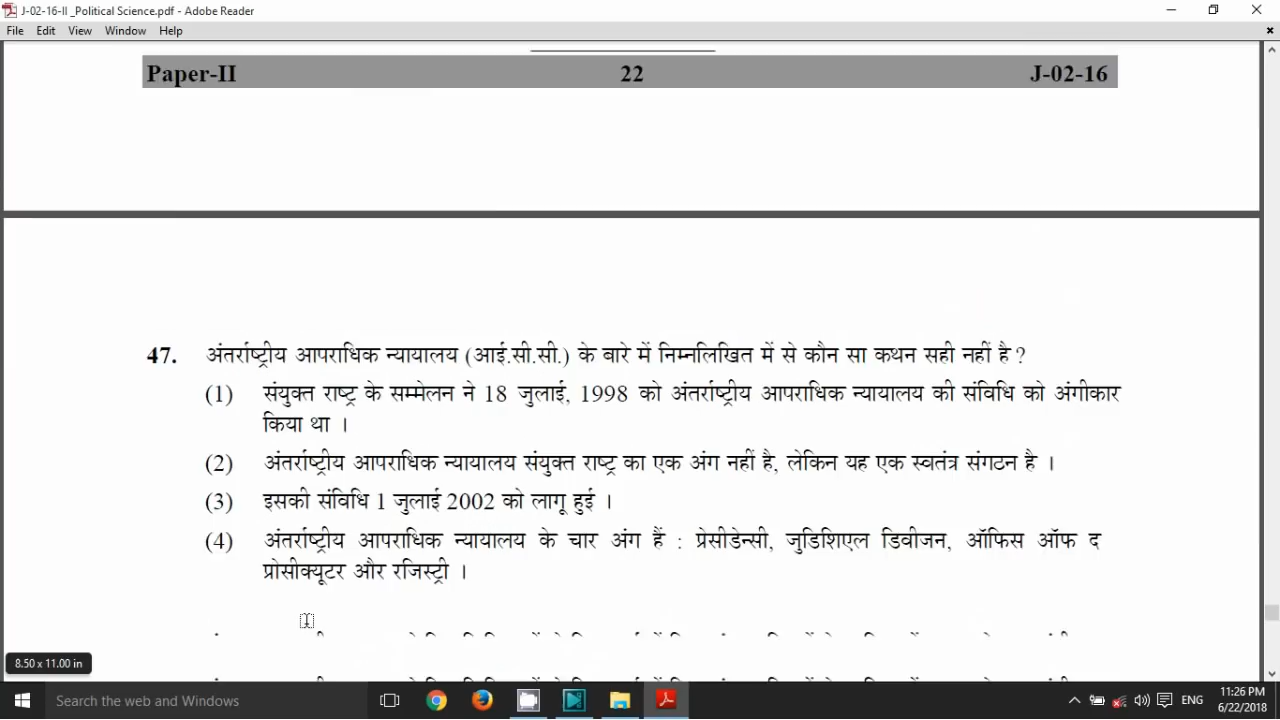 J-02-16-II _Political Science.pdf - Adobe Reader
File Edit View Window Help
Paper-II 22 J-02-16
47. अंतर्राष्ट्रीय आपराधिक न्यायालय (आई.सी.सी.) के बारे में निम्नलिखित में से कौन सा कथन सही नहीं है ?
(1) संयुक्त राष्ट्र के सम्मेलन ने 18 जुलाई, 1998 को अंतर्राष्ट्रीय आपराधिक न्यायालय की संविधि को अंगीकार
किया था ।
(2) अंतर्राष्ट्रीय आपराधिक न्यायालय संयुक्त राष्ट्र का एक अंग नहीं है, लेकिन यह एक स्वतंत्र संगठन है ।
(3) इसकी संविधि 1 जुलाई 2002 को लागू हुई ।
(4) अंतर्राष्ट्रीय आपराधिक न्यायालय के चार अंग हैं : प्रेसीडेन्सी, जुडिशिएल डिवीजन, ऑफिस ऑफ द
प्रोसीक्यूटर और रजिस्ट्री ।
8.50 x 11.00 in
Search the web and Windows
ENG
11:26 PM
6/22/2018